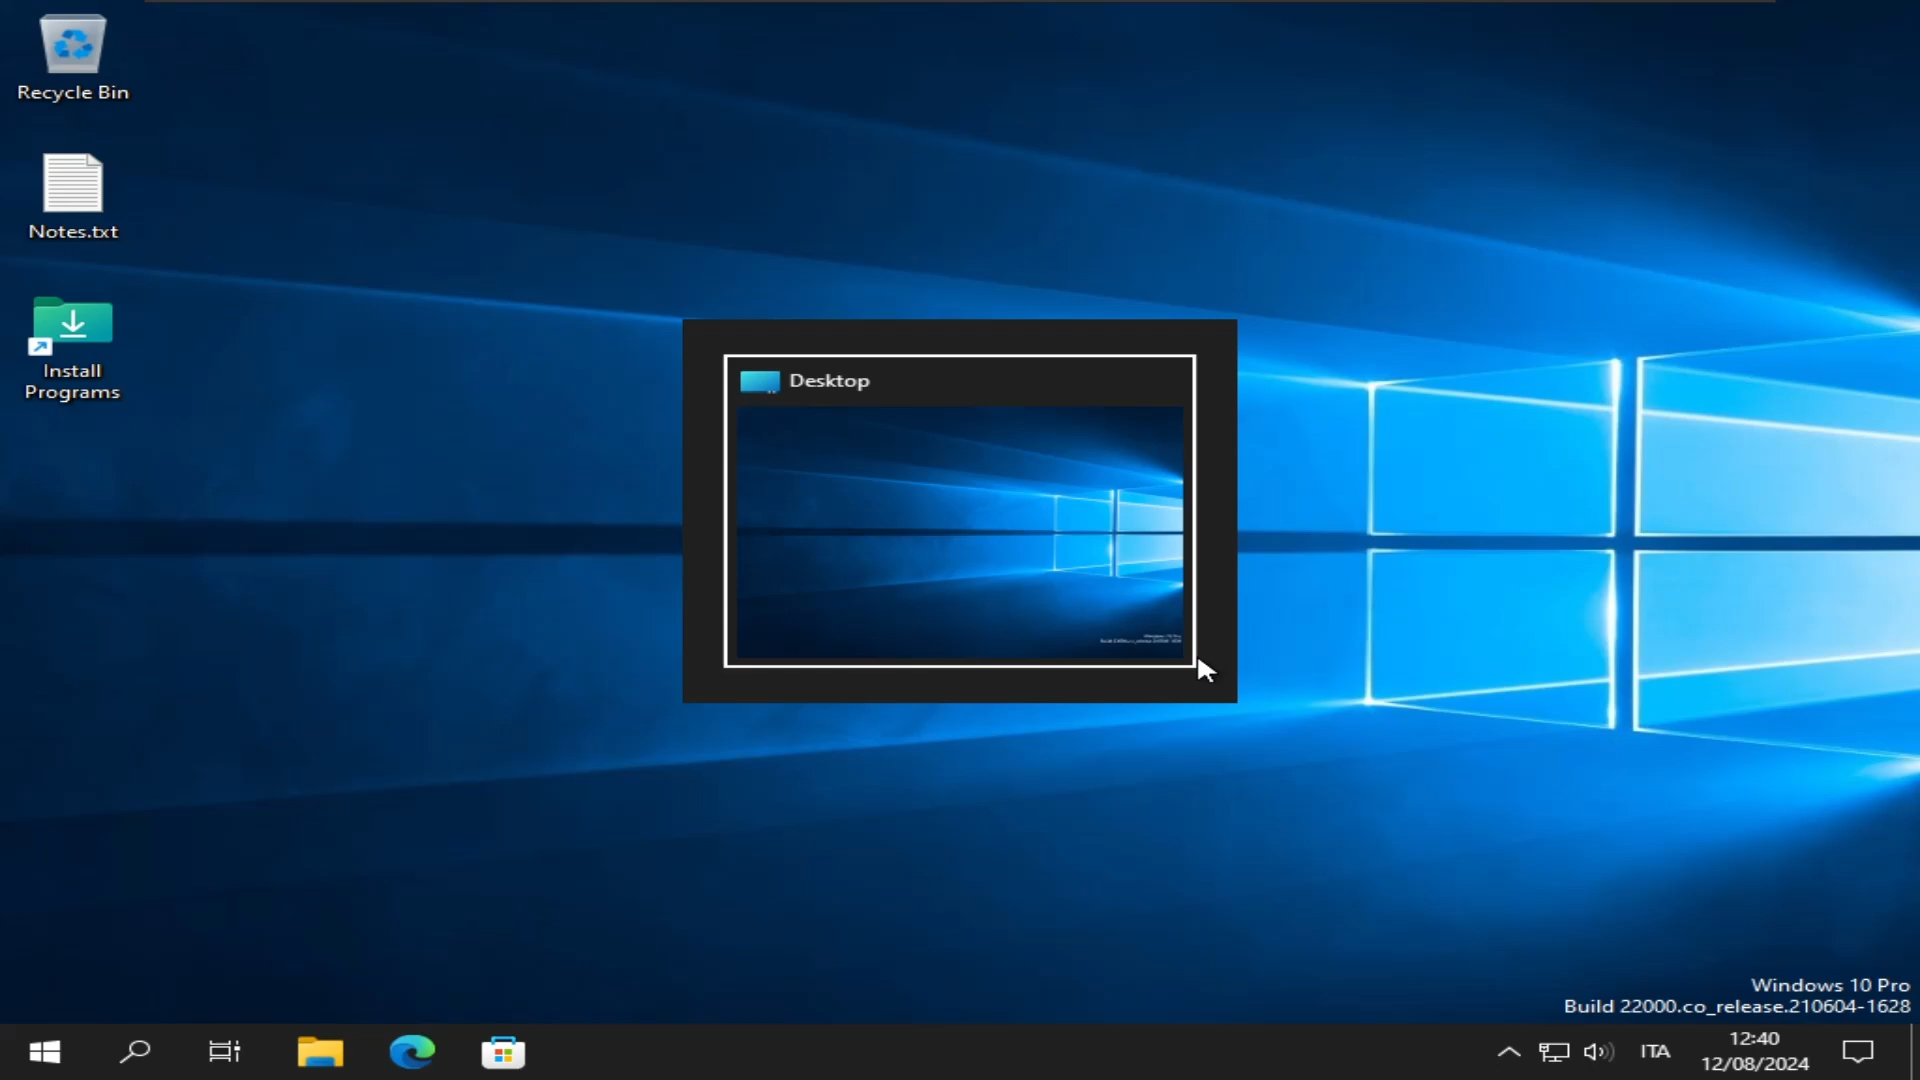 Recycle Bin
Notes.txt
Install
Programs
Desktop
Windows 10 Pro
Build 22000.co_release.210604-1628
ITA
12:40
12/08/2024